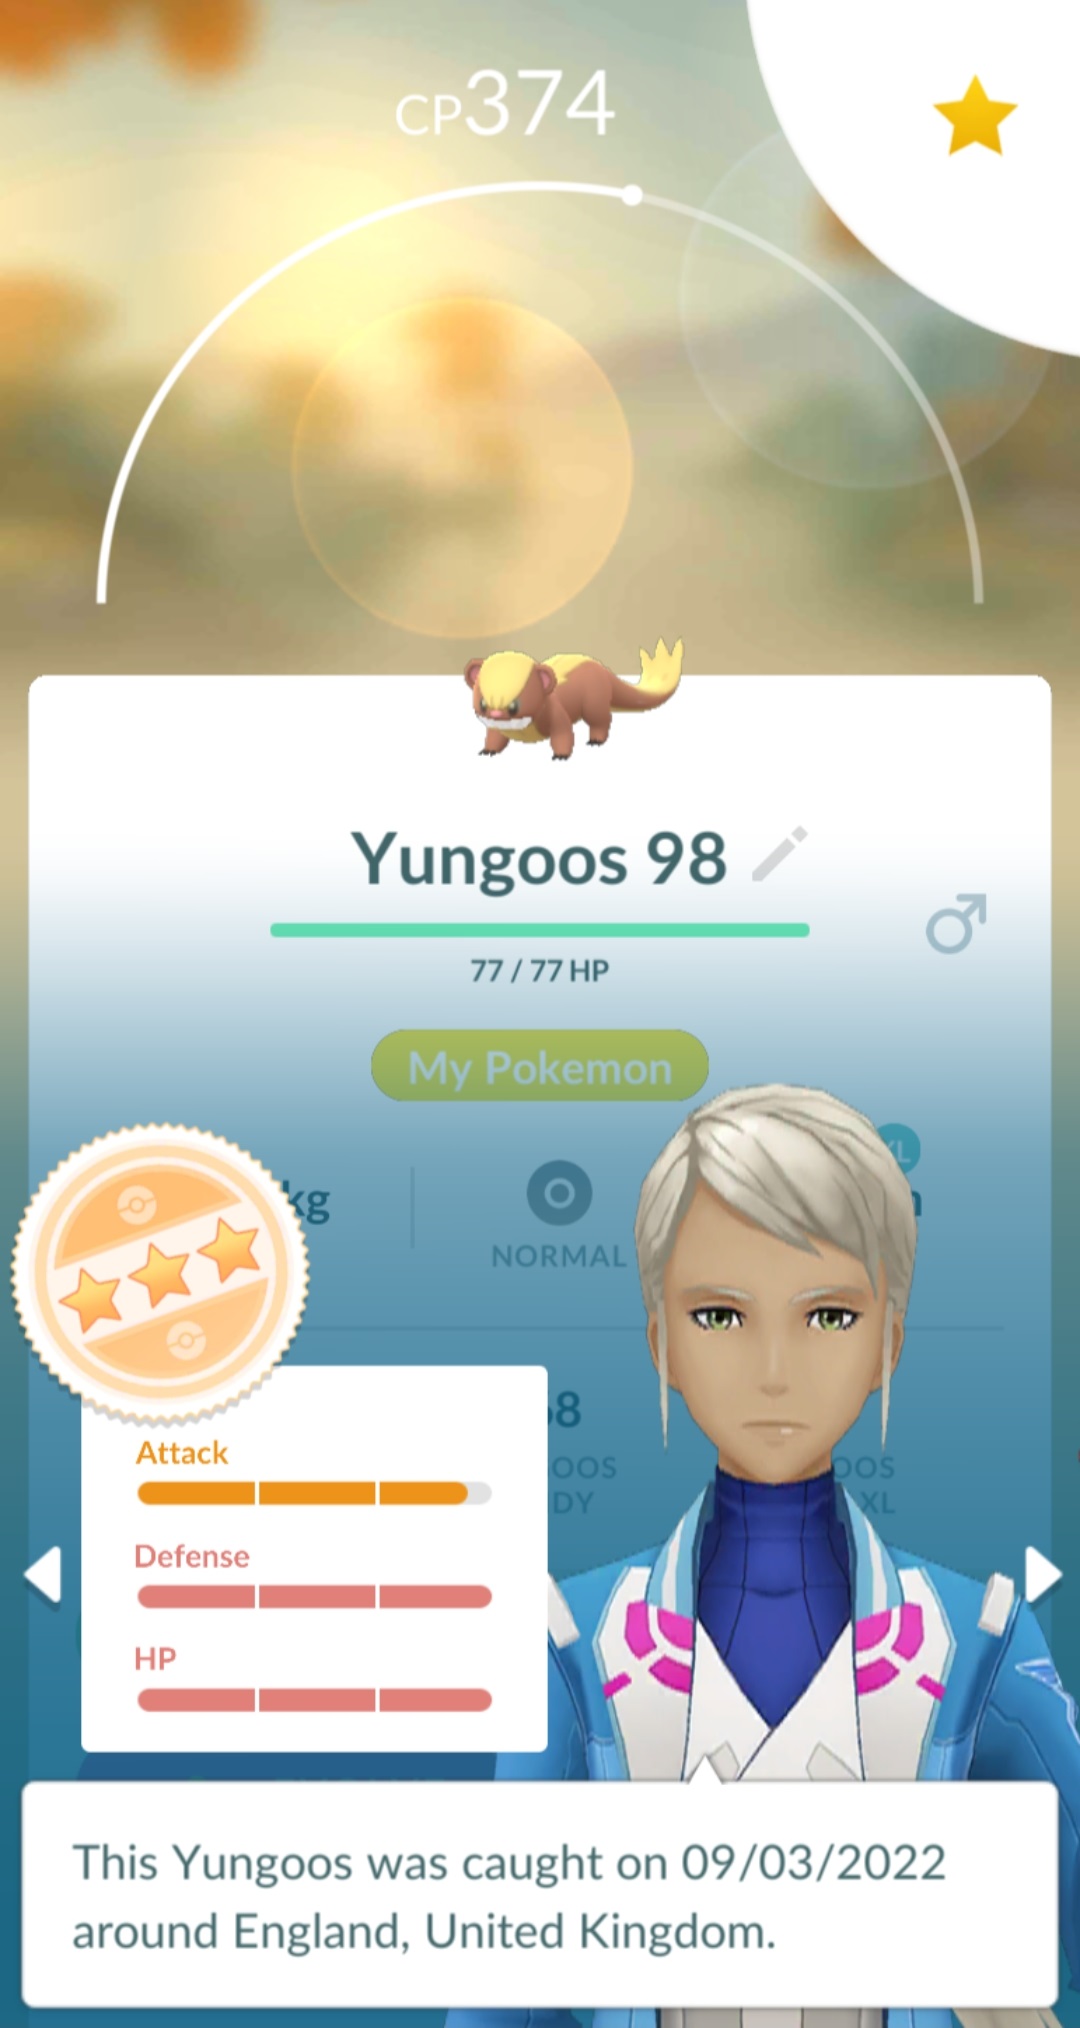 CP374
Yungoos 98
77 / 77 HP
My Pokemon
kg
NORMAL
Attack
Defense
HP
This Yungoos was caught on 09/03/2022
around England, United Kingdom.